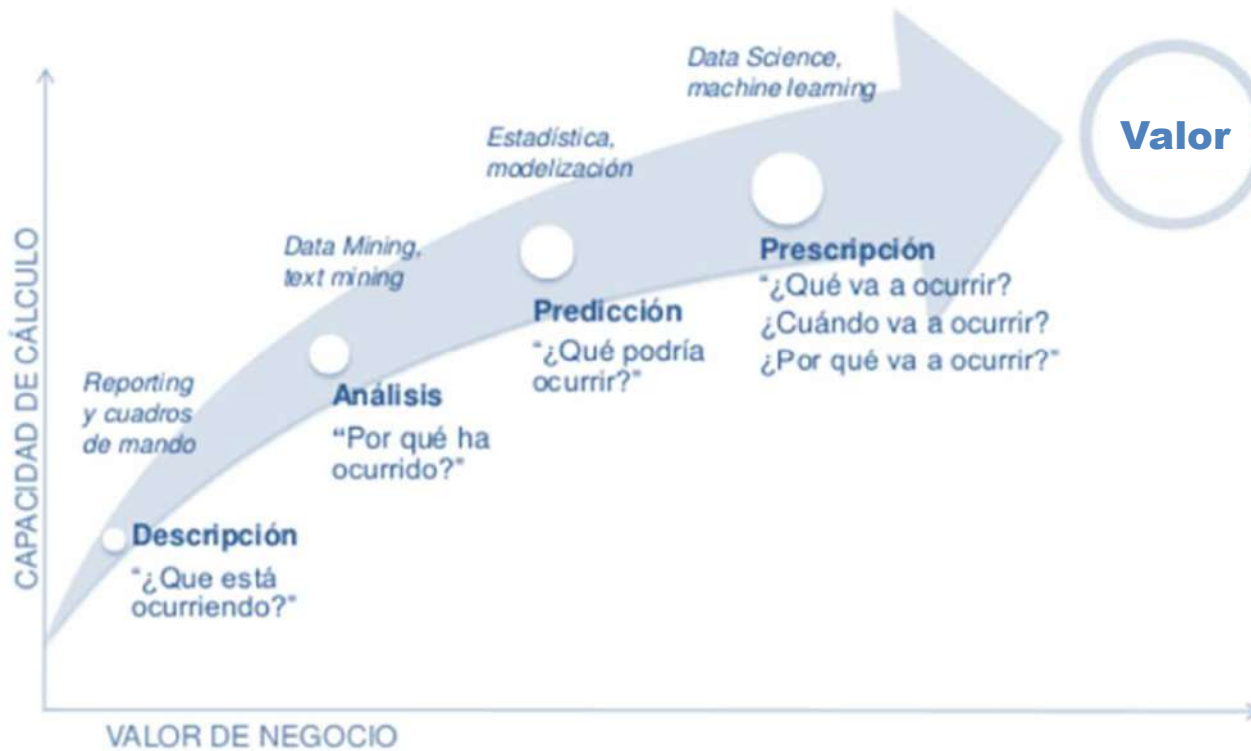 Data Science,
machine learning
Valor
Estadística,
modelización
Data Mining,
text mining
Prescripción
“¿Qué va a ocurrir?
¿Cuándo va a ocurrir?
¿Por qué va a ocurrir?”
Predicción
“¿Qué podría
ocurrir?”
Reporting
y cuadros
de mando
Análisis
“Por qué ha
ocurrido?”
Descripción
“¿Que está
ocurriendo?”
CAPACIDAD DE CÁLCULO
VALOR DE NEGOCIO